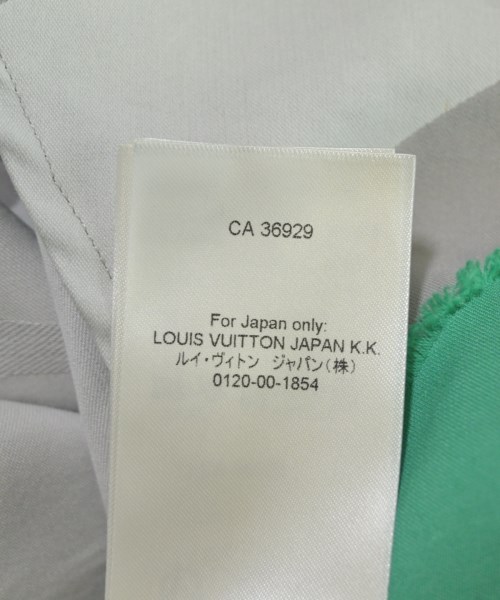 CA 36929
For Japan only:
LOUIS VUITTON JAPAN K.K.
ルイ・ヴィトン ジャパン(株)
0120-00-1854